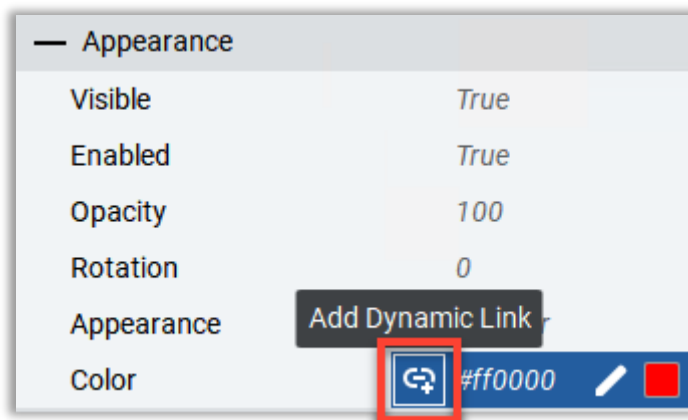 Appearance
Visible True
Enabled True
Opacity 100
Rotation 0
Appearance Add Dynamic Link
Color #ff0000